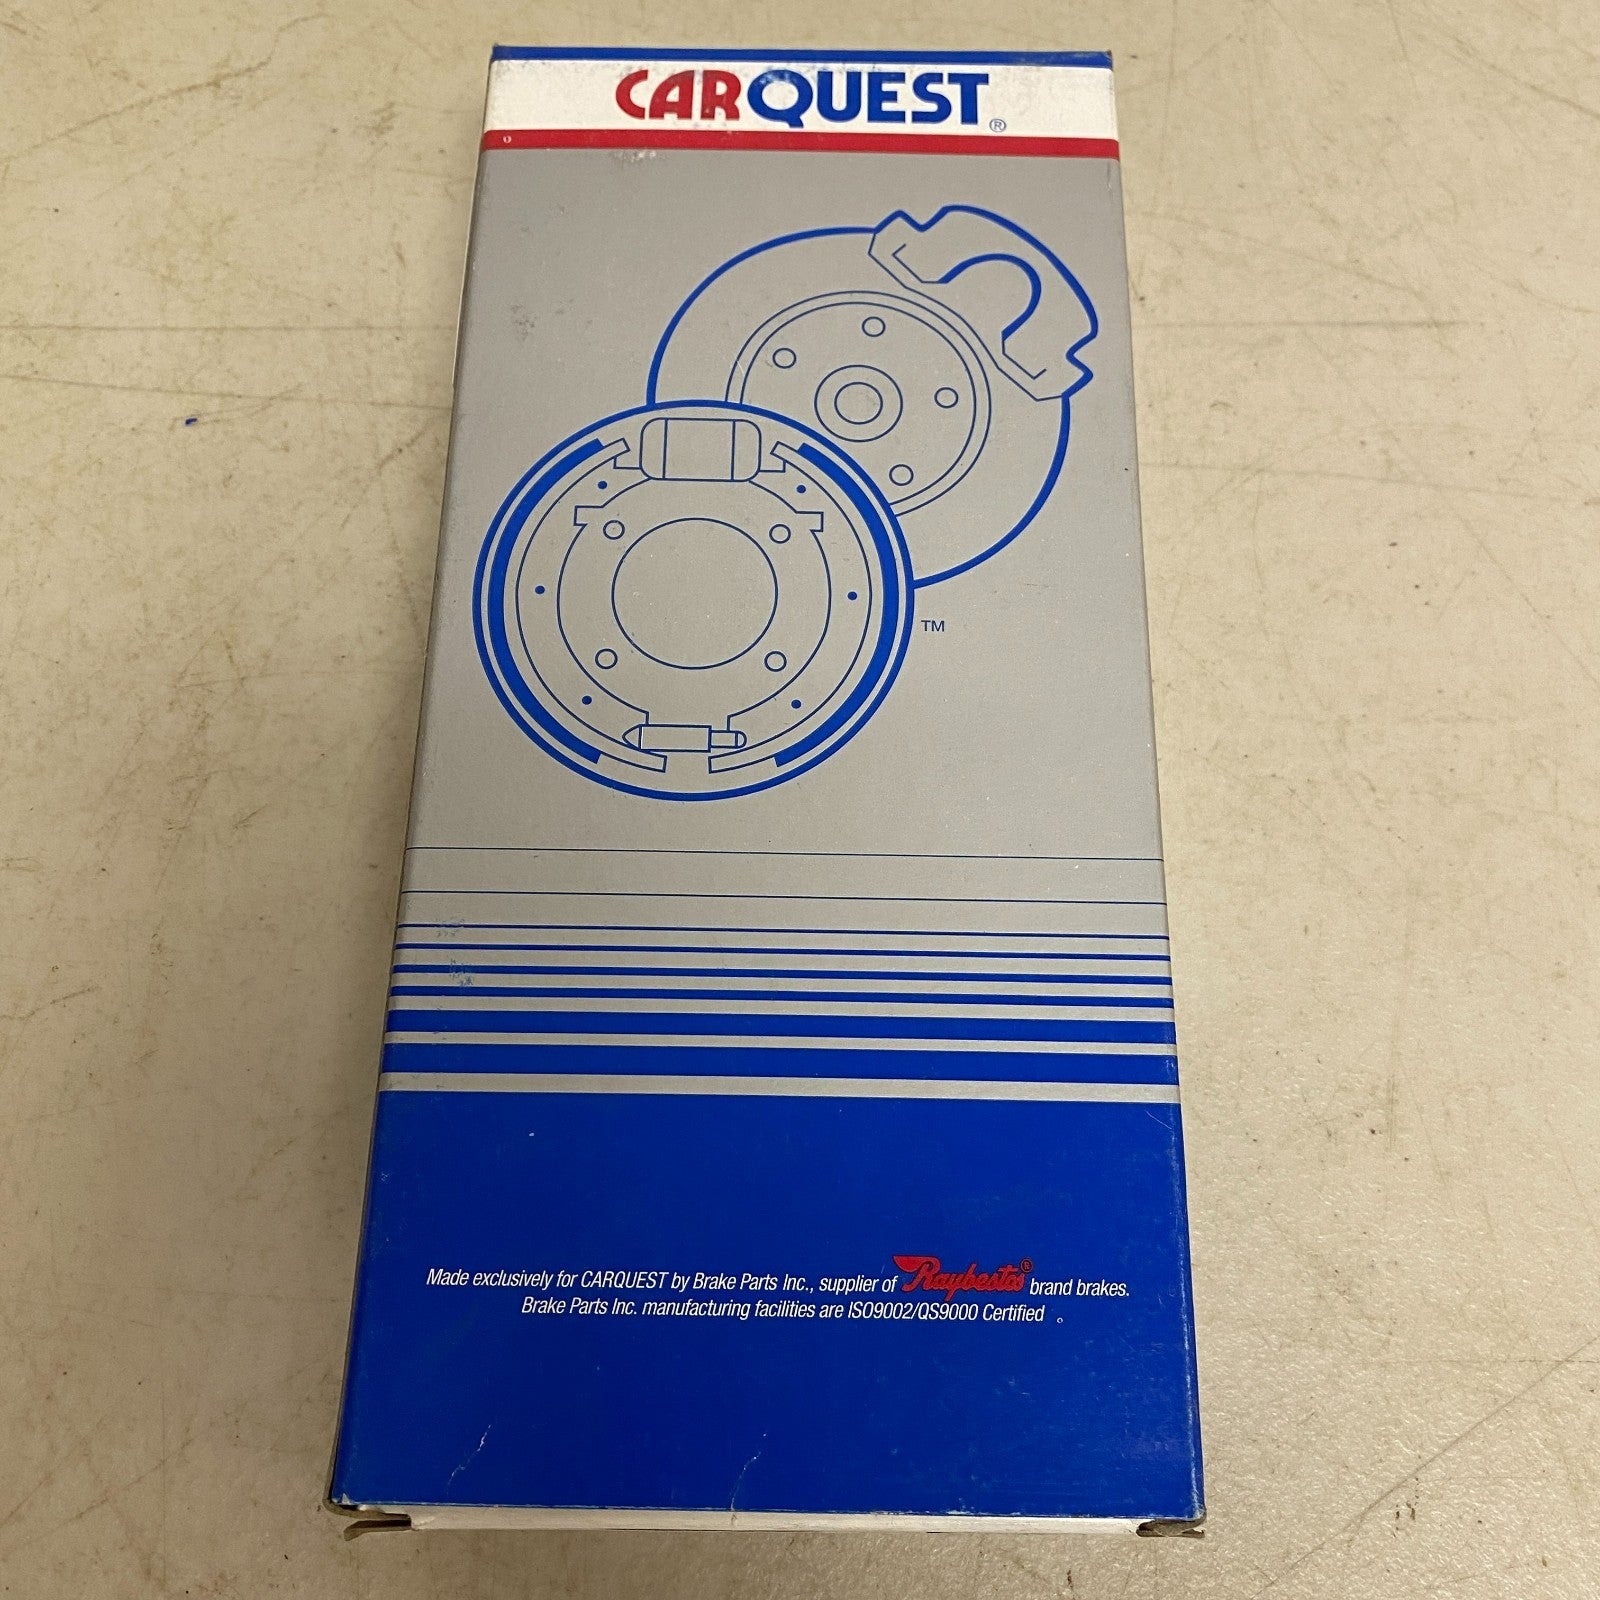 CARQUEST®
TM
Made exclusively for CARQUEST by Brake Parts Inc., supplier of Raybestos® brand brakes.
Brake Parts Inc. manufacturing facilities are ISO9002/QS9000 Certified